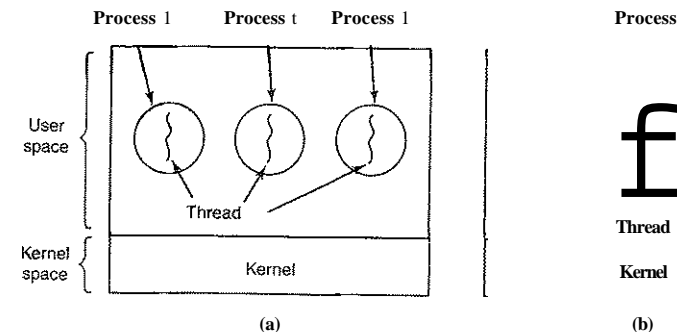 Process 1 Process t Process 1 Process
User
space
£
Thread
Thread
Kernel
space
Kernel
Kernel
(a) (b)